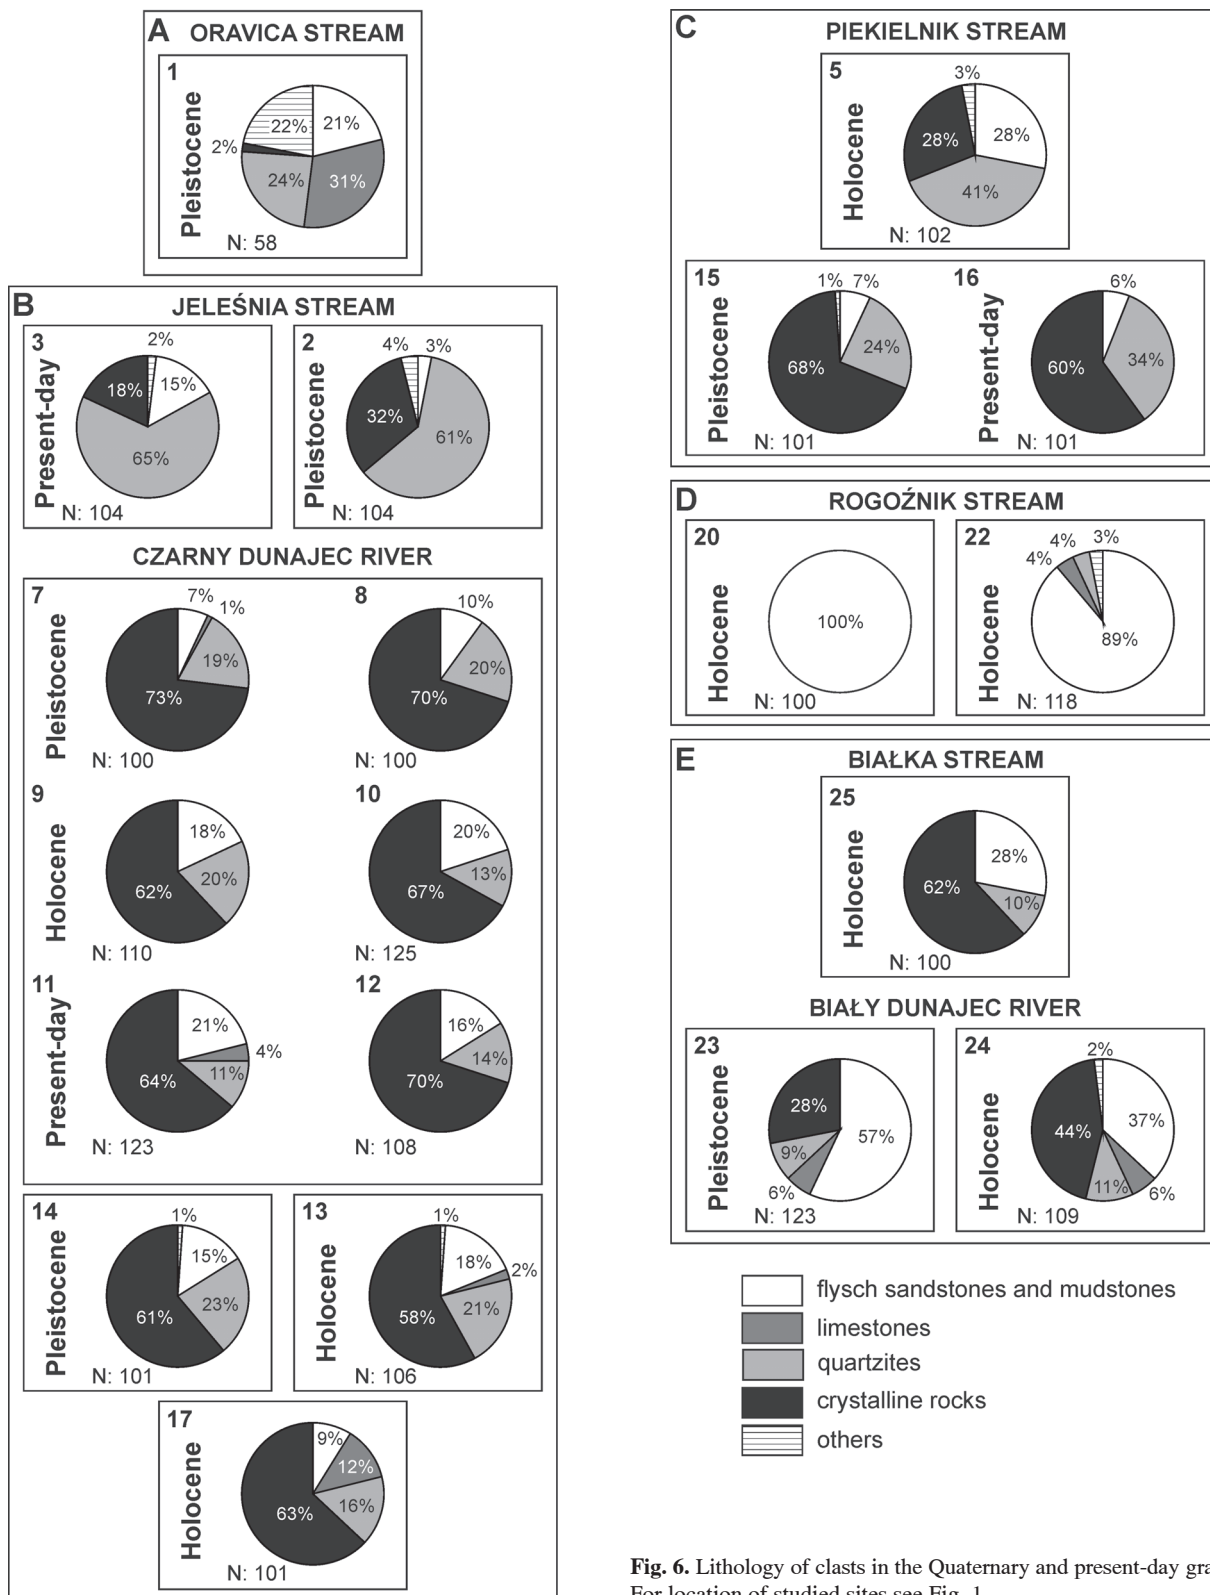 A ORAVICA STREAM
1
Pleistocene
22%
21%
2%
24%
31%
N: 58
B JELEŚNIA STREAM
3
Present-day
2%
18%
15%
65%
N: 104
2
Pleistocene
4%
3%
32%
61%
N: 104
CZARNY DUNAJEC RIVER
7
Pleistocene
7%
1%
19%
73%
N: 100
8
10%
20%
70%
N: 100
9
Holocene
18%
20%
62%
N: 110
10
20%
13%
67%
N: 125
11
Present-day
21%
4%
11%
64%
N: 123
12
16%
14%
70%
N: 108
14
Pleistocene
1%
15%
23%
61%
N: 101
13
Holocene
1%
18%
2%
21%
58%
N: 106
17
Holocene
9%
12%
16%
63%
N: 101
C PIEKIELNIK STREAM
5
Holocene
3%
28%
28%
41%
N: 102
15
Pleistocene
1%
7%
24%
68%
N: 101
16
Present-day
6%
34%
60%
N: 101
D ROGOŹNIK STREAM
20
Holocene
100%
N: 100
22
Holocene
4%
4%
3%
89%
N: 118
E BIAŁKA STREAM
25
Holocene
28%
10%
62%
N: 100
BIAŁY DUNAJEC RIVER
23
Pleistocene
28%
57%
9%
6%
N: 123
24
Holocene
2%
37%
44%
11%
6%
N: 109
flysch sandstones and mudstones
limestones
quartzites
crystalline rocks
others
Fig. 6. Lithology of clasts in the Quaternary and present-day gra
For location of studied sites see Fig. 1